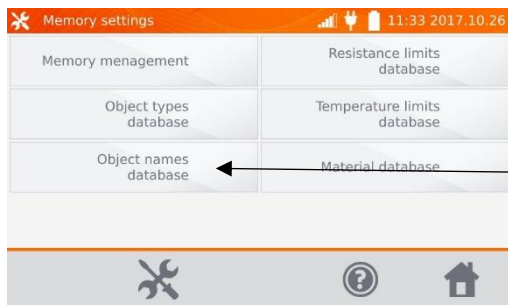 Memory settings
11:33 2017.10.26
Memory menagement
Resistance limits
database
Object types
database
Temperature limits
database
Object names
database
Material database